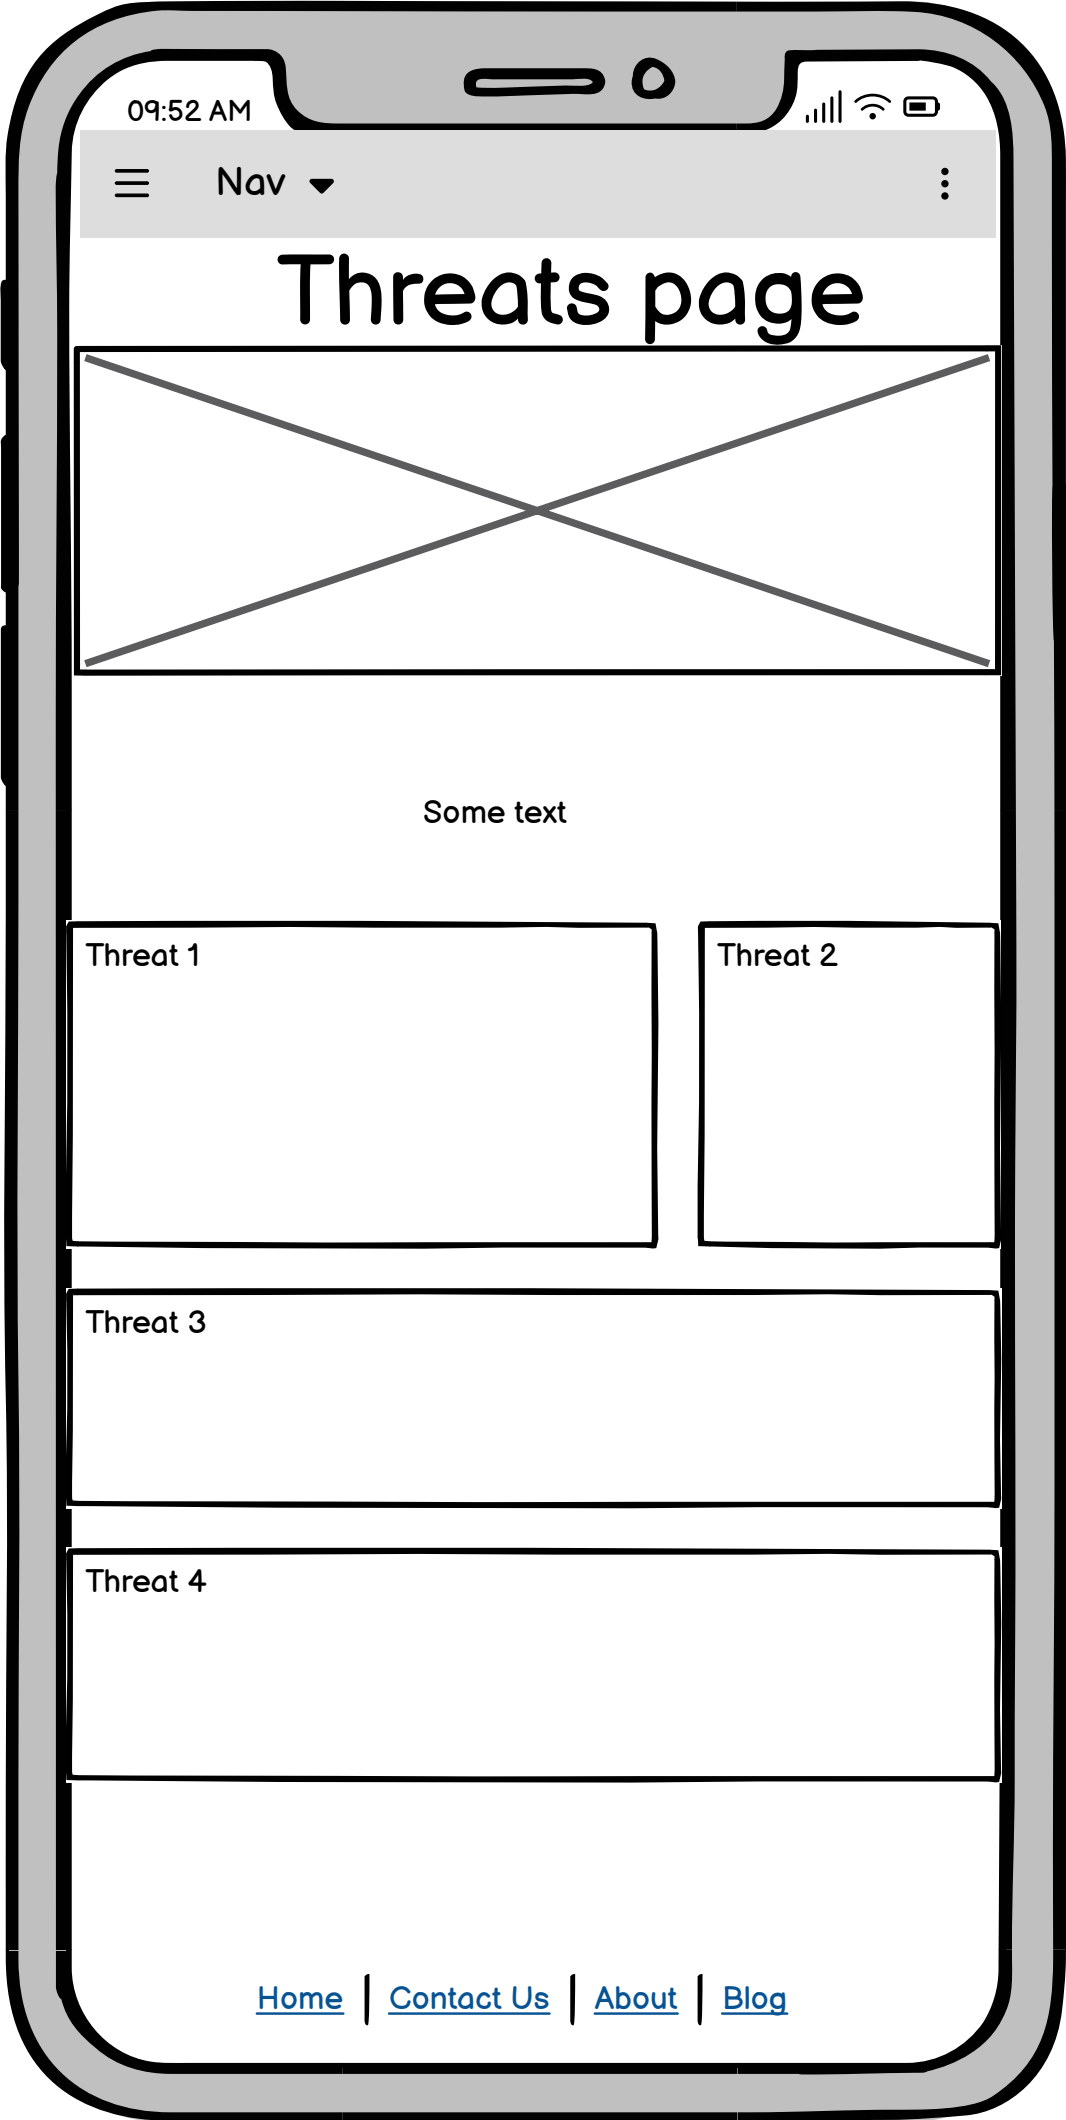 09:52 AM
Nav
Threats page
Some text
Threat 1
Threat 2
Threat 3
Threat 4
Home | Contact Us | About | Blog